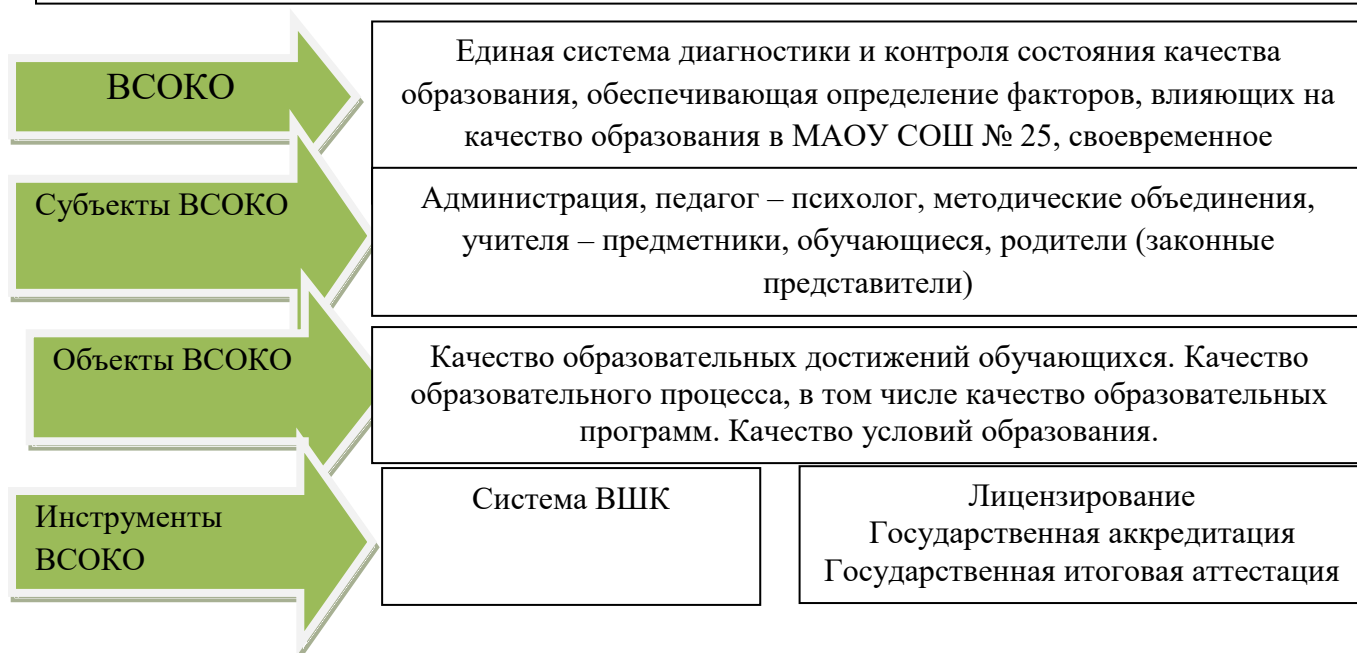 ВСОКО
Единая система диагностики и контроля состояния качества
образования, обеспечивающая определение факторов, влияющих на
качество образования в МАОУ СОШ № 25, своевременное
Субъекты ВСОКО
Администрация, педагог – психолог, методические объединения,
учителя – предметники, обучающиеся, родители (законные
представители)
Объекты ВСОКО
Качество образовательных достижений обучающихся. Качество
образовательного процесса, в том числе качество образовательных
программ. Качество условий образования.
Инструменты
ВСОКО
Система ВШК
Лицензирование
Государственная аккредитация
Государственная итоговая аттестация